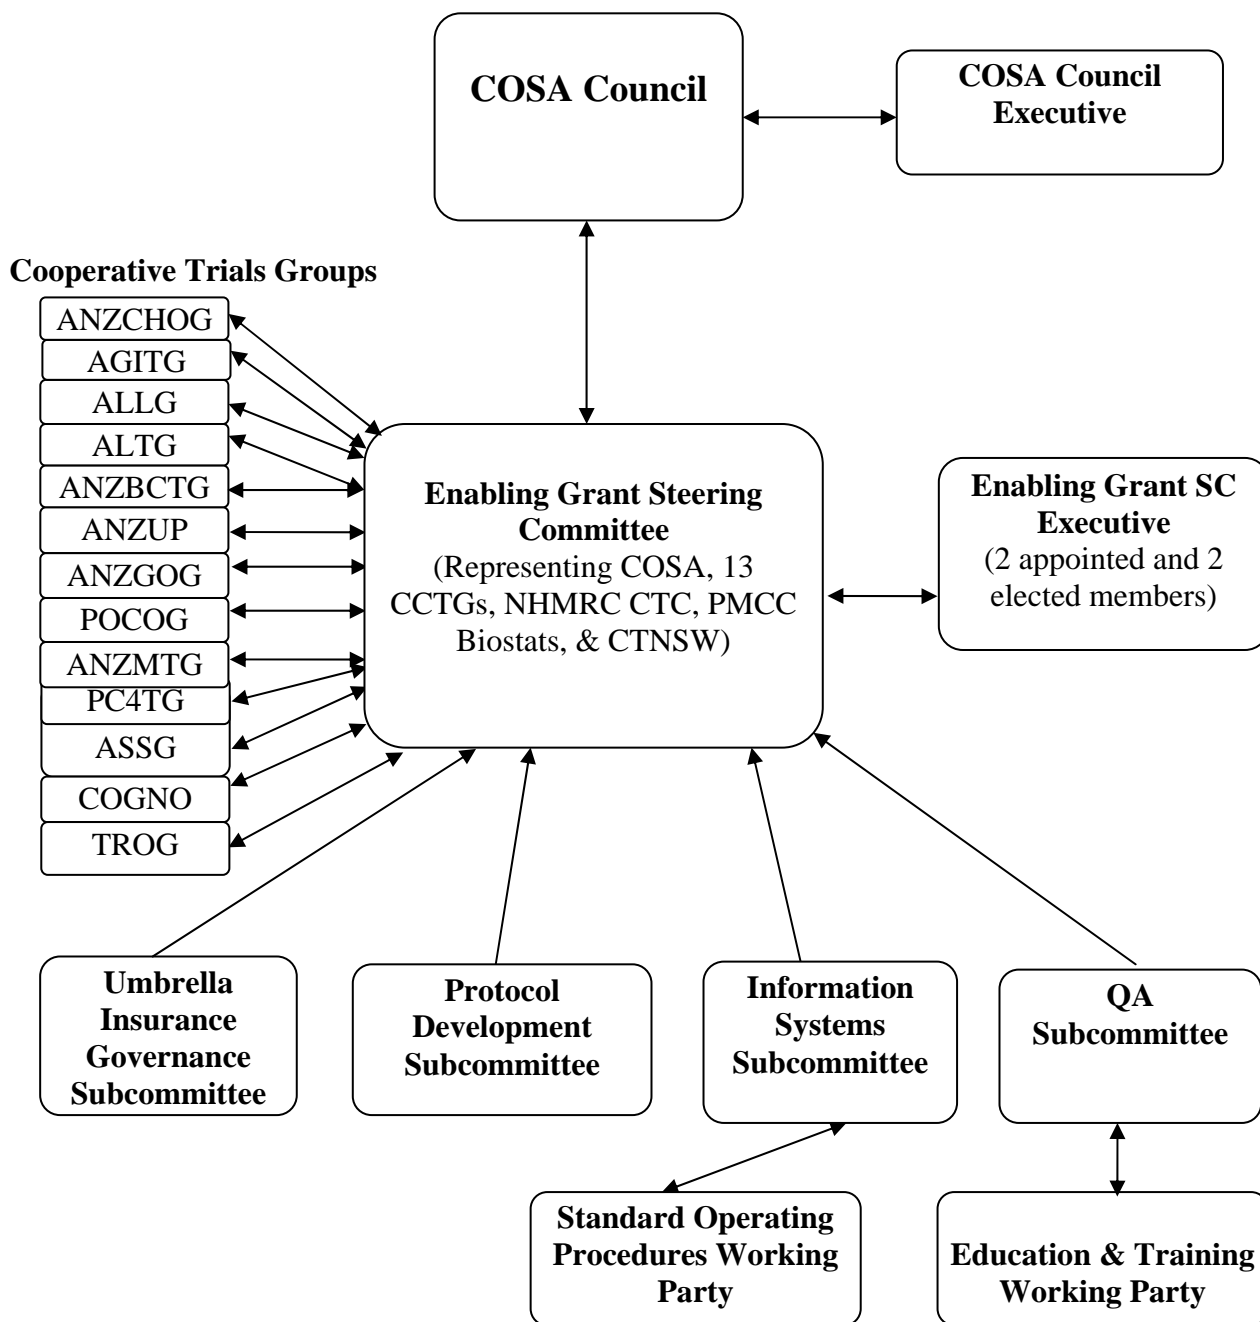 COSA Council
COSA Council
Executive
Cooperative Trials Groups
ANZCHOG
AGITG
ALLG
ALTG
ANZBCTG
ANZUP
ANZGOG
POCOG
ANZMTG
PC4TG
ASSG
COGNO
TROG
Enabling Grant Steering
Committee
(Representing COSA, 13
CCTGs, NHMRC CTC, PMCC
Biostats, & CTNSW)
Enabling Grant SC
Executive
(2 appointed and 2
elected members)
Umbrella
Insurance
Governance
Subcommittee
Protocol
Development
Subcommittee
Information
Systems
Subcommittee
QA
Subcommittee
Standard Operating
Procedures Working
Party
Education & Training
Working Party